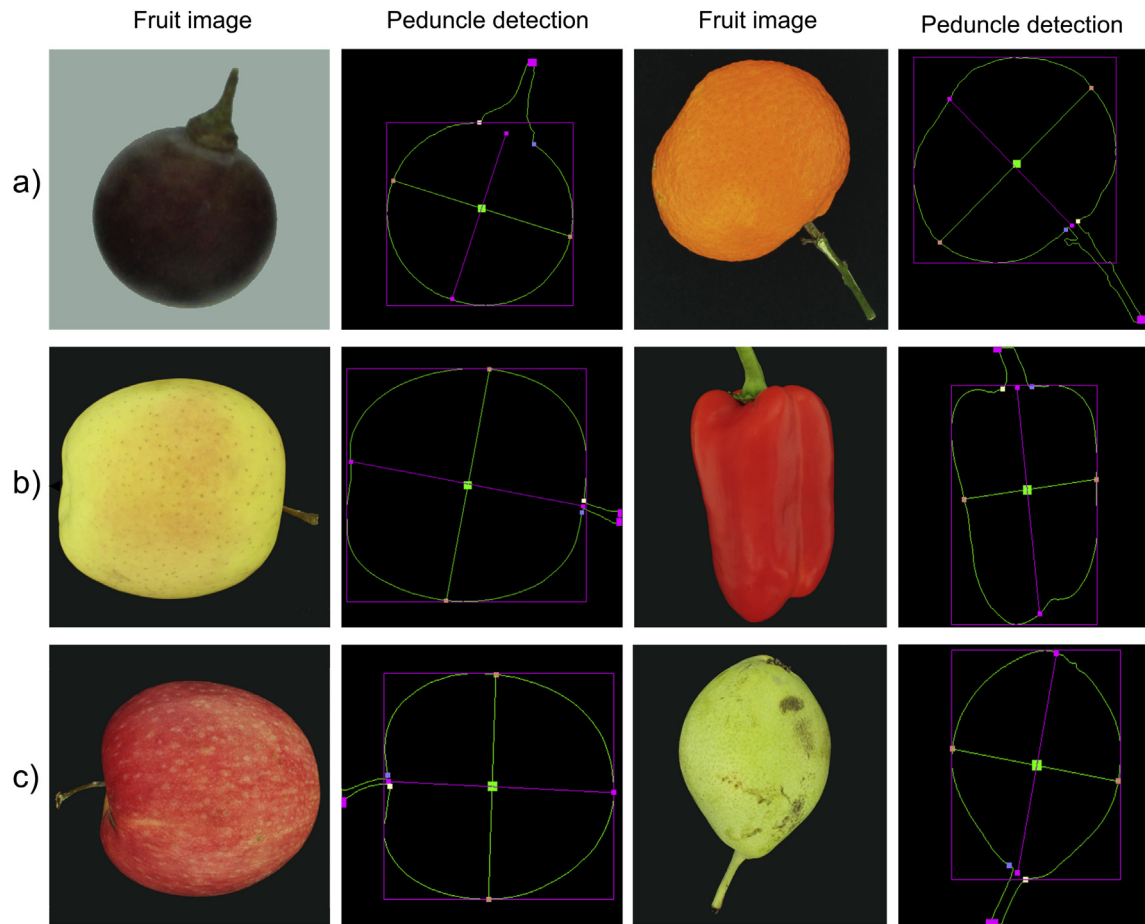 Fruit image
Peduncle detection
Fruit image
Peduncle detection
a)
b)
c)